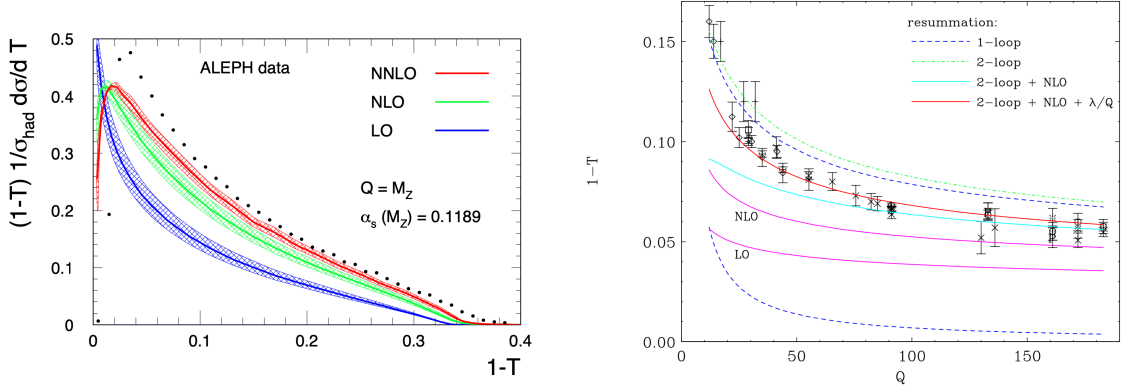 (1-T) 1/σhad dσ/d T
0.5
0.4
0.3
0.2
0.1
0
0
0.1
0.2
0.3
0.4
1-T
ALEPH data
NNLO
NLO
LO
Q = MZ
αs (MZ) = 0.1189
1−T
0.15
0.10
0.05
0.00
0
50
100
150
Q
resummation:
1−loop
2−loop
2−loop + NLO
2−loop + NLO + λ/Q
NLO
LO